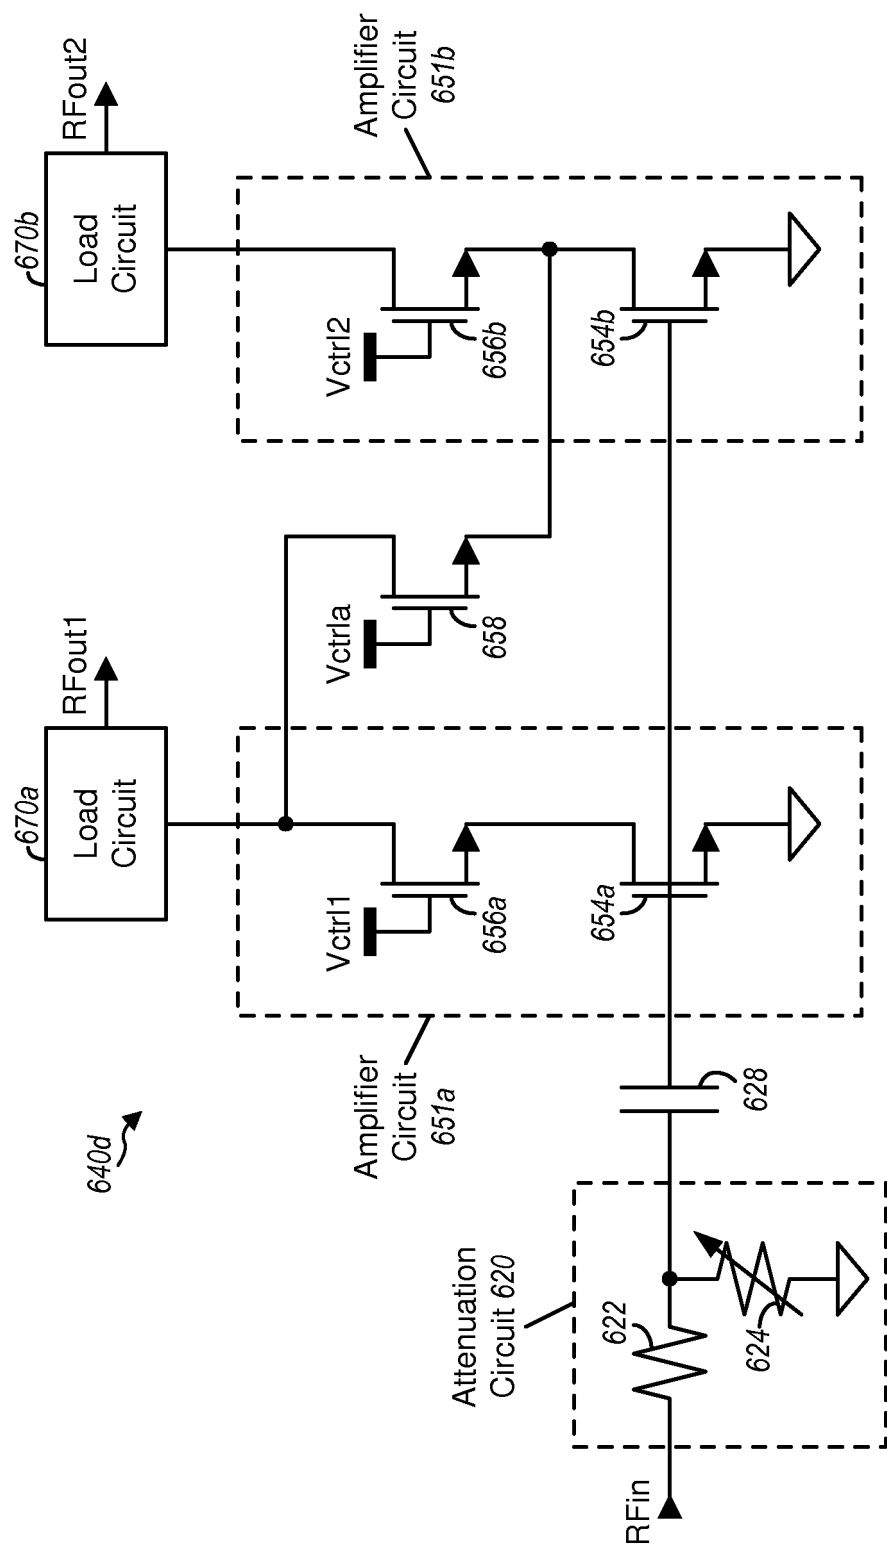 640d
670a
Load
Circuit
RFout1
670b
Load
Circuit
RFout2
Amplifier
Circuit
651a
Vctrl1
656a
654a
Vctrla
658
Vctrl2
656b
654b
Amplifier
Circuit
651b
Attenuation
Circuit 620
622
624
628
RFin